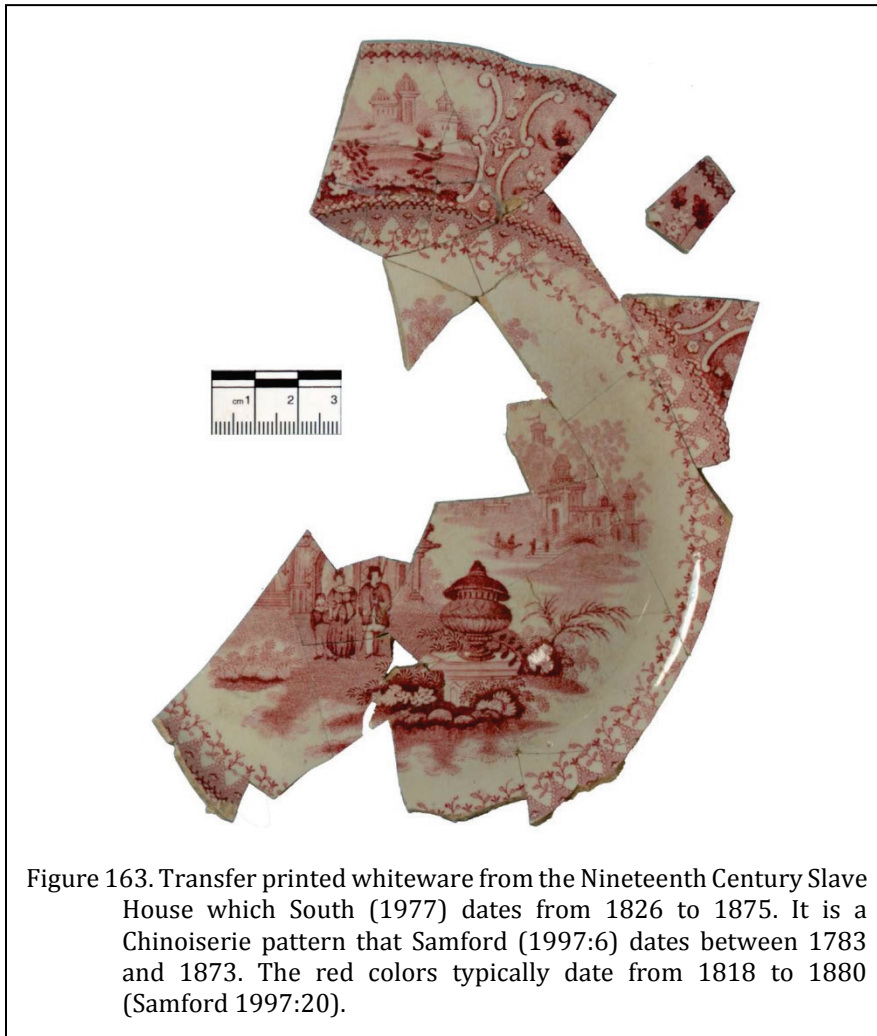 cm 1 2 3
Figure 163. Transfer printed whiteware from the Nineteenth Century Slave
House which South (1977) dates from 1826 to 1875. It is a
Chinoiserie pattern that Samford (1997:6) dates between 1783
and 1873. The red colors typically date from 1818 to 1880
(Samford 1997:20).